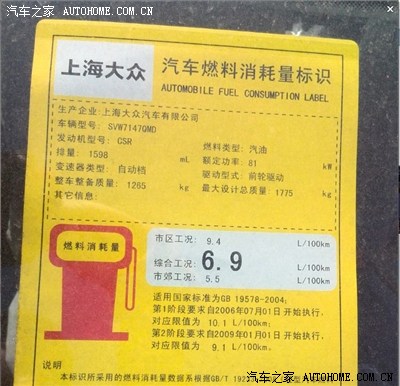 汽车之家 AUTOHOME.COM.CN
汽车之家 AUTOHOME.COM.CN
上海大众
汽车燃料消耗量标识
AUTOMOBILE FUEL CONSUMPTION LABEL
生产企业:上海大众汽车有限公司
车辆型号:SVW7147QMD
发动机型号:CSR 燃料类型:汽油
排量:1598 mL 额定功率:81 kW
变速器类型:自动档 驱动型式:前轮驱动
整车整备质量:1265 kg 最大设计总质量:1775 kg
其它信息:
燃料消耗量
市区工况:9.4 L/100km
综合工况:6.9 L/100km
市郊工况:5.5 L/100km
适用国家标准为GB 19578-2004;
第1阶段要求自2006年07月01日开始执行,
对应限值为 10.1 L/100km;
第2阶段要求自2009年01月01日开始执行,
对应限值为 9.1 L/100km;
说明
本标识所采用的燃料消耗量数据系根据GB/T 1923
汽车之家 AUTOHOME.COM.CN